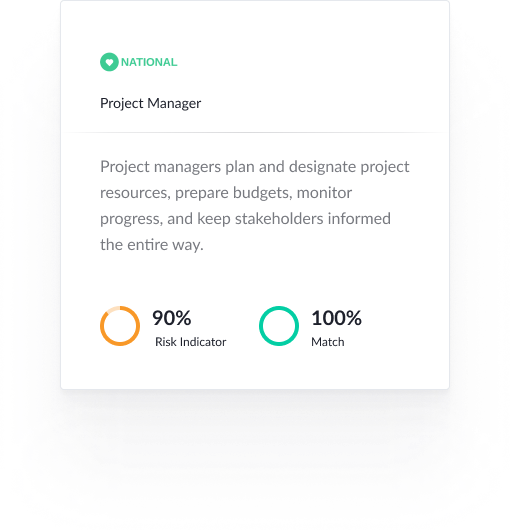 NATIONAL
Project Manager
Project managers plan and designate project
resources, prepare budgets, monitor
progress, and keep stakeholders informed
the entire way.
90%
Risk Indicator
100%
Match